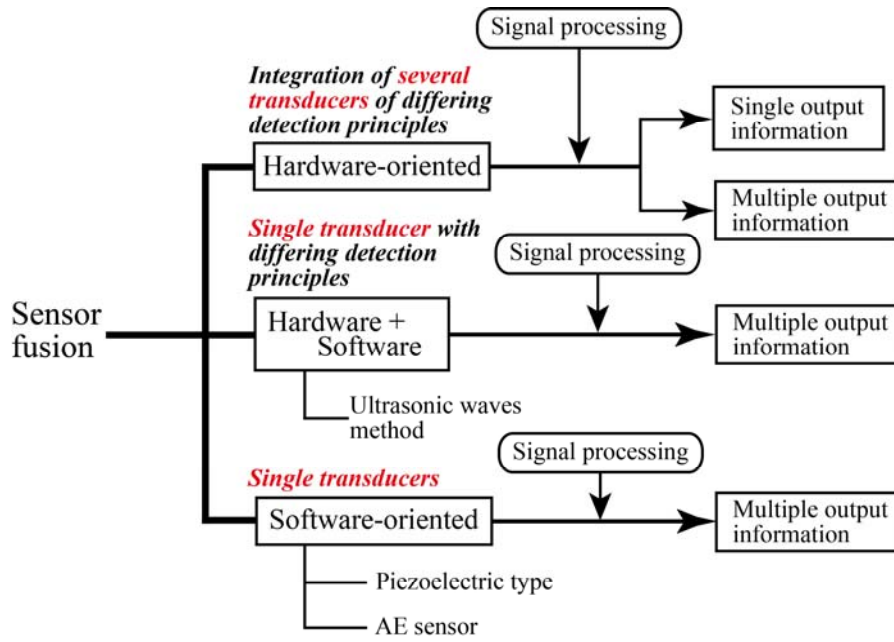 Signal processing
Integration of several
transducers of differing
detection principles
Hardware-oriented
Single output
information
Multiple output
information
Single transducer with
differing detection
principles
Signal processing
Sensor
fusion
Hardware +
Software
Multiple output
information
Ultrasonic waves
method
Signal processing
Single transducers
Software-oriented
Multiple output
information
Piezoelectric type
AE sensor